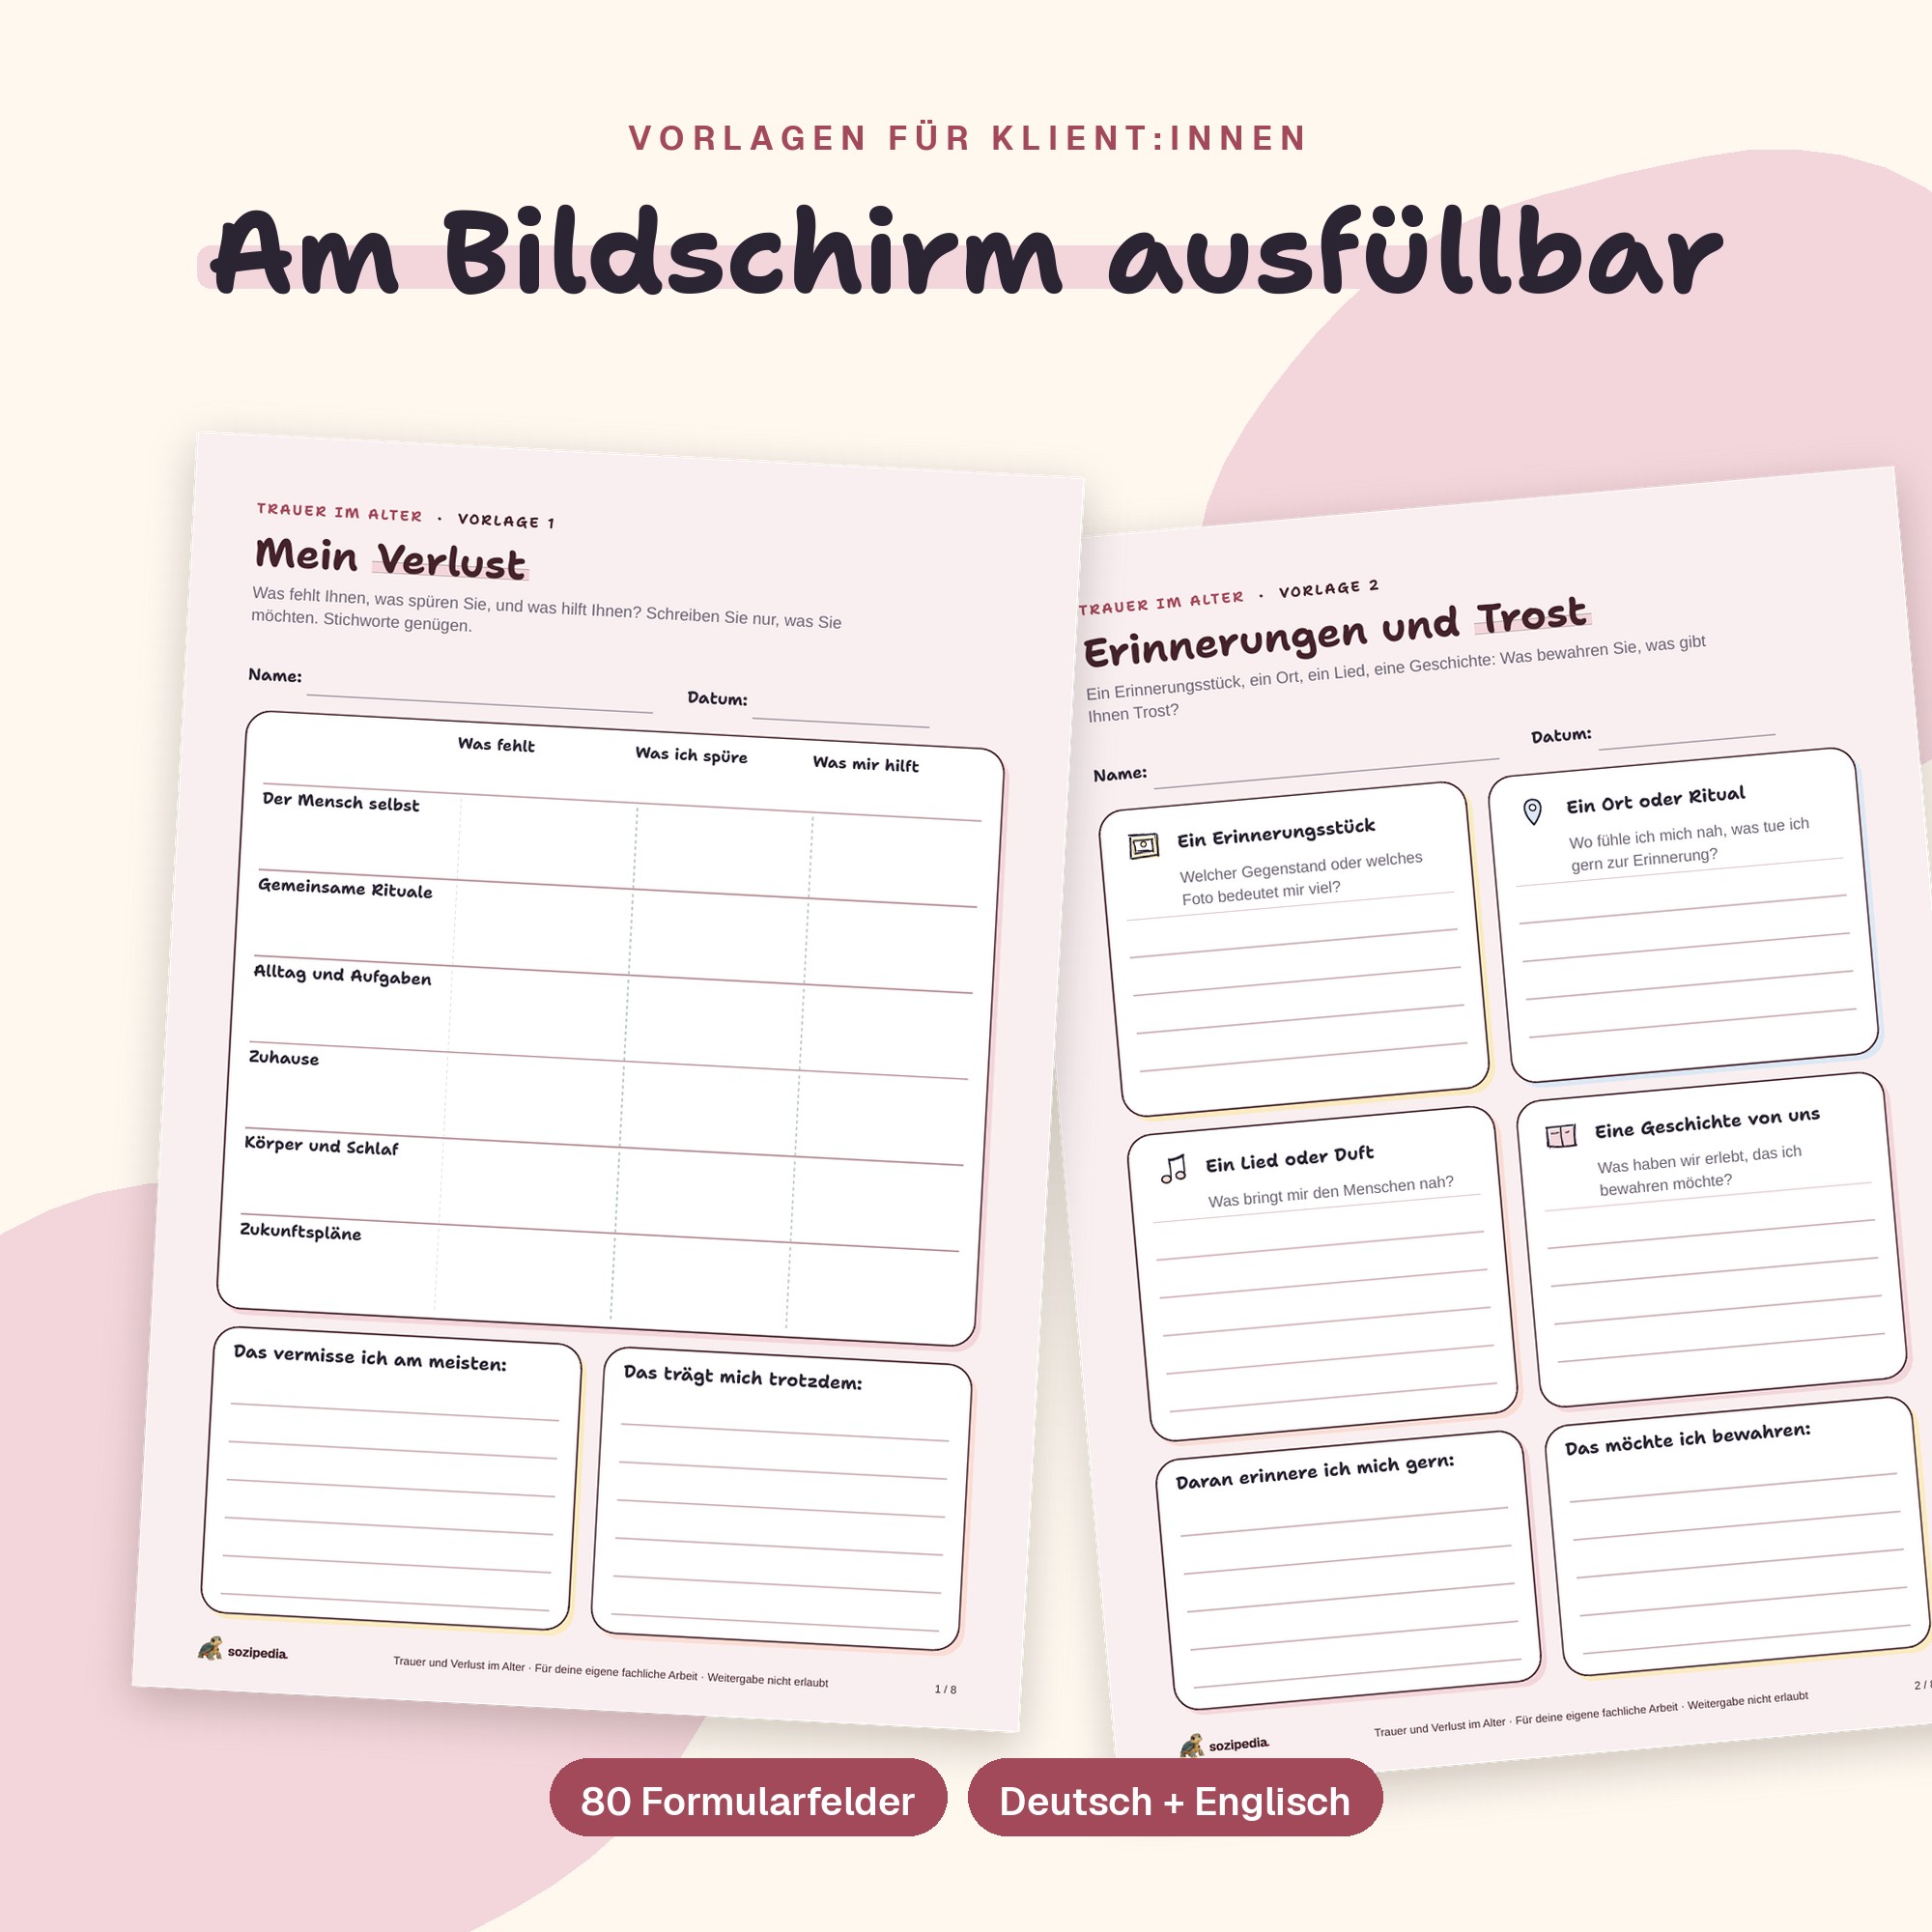 VORLAGEN FÜR KLIENT:INNEN
Am Bildschirm ausfüllbar
TRAUER IM ALTER · VORLAGE 1
Mein Verlust
Was fehlt Ihnen, was spüren Sie, und was hilft Ihnen? Schreiben Sie nur, was Sie
möchten. Stichworte genügen.
Name:
Datum:
Was fehlt
Was ich spüre
Was mir hilft
Der Mensch selbst
Gemeinsame Rituale
Alltag und Aufgaben
Zuhause
Körper und Schlaf
Zukunftspläne
Das vermisse ich am meisten:
Das trägt mich trotzdem:
sozipedia.
Trauer und Verlust im Alter · Für deine eigene fachliche Arbeit · Weitergabe nicht erlaubt
1 / 8
TRAUER IM ALTER · VORLAGE 2
Erinnerungen und Trost
Ein Erinnerungsstück, ein Ort, ein Lied, eine Geschichte: Was bewahren Sie, was gibt
Ihnen Trost?
Name:
Datum:
Ein Erinnerungsstück
Welcher Gegenstand oder welches
Foto bedeutet mir viel?
Ein Ort oder Ritual
Wo fühle ich mich nah, was tue ich
gern zur Erinnerung?
Ein Lied oder Duft
Was bringt mir den Menschen nah?
Eine Geschichte von uns
Was haben wir erlebt, das ich
bewahren möchte?
Daran erinnere ich mich gern:
Das möchte ich bewahren:
sozipedia.
Trauer und Verlust im Alter · Für deine eigene fachliche Arbeit · Weitergabe nicht erlaubt
2 / 8
80 Formularfelder
Deutsch + Englisch